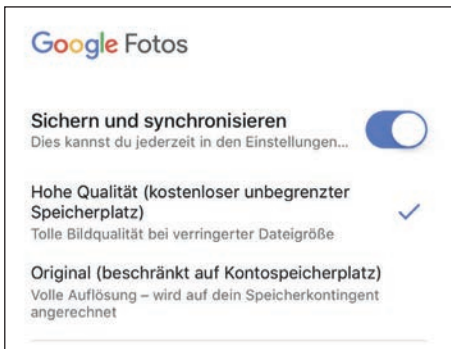 Google Fotos
Sichern und synchronisieren
Dies kannst du jederzeit in den Einstellungen...
Hohe Qualität (kostenloser unbegrenzter
Speicherplatz)
Tolle Bildqualität bei verringerter Dateigröße
Original (beschränkt auf Kontospeicherplatz)
Volle Auflösung – wird auf dein Speicherkontingent
angerechnet